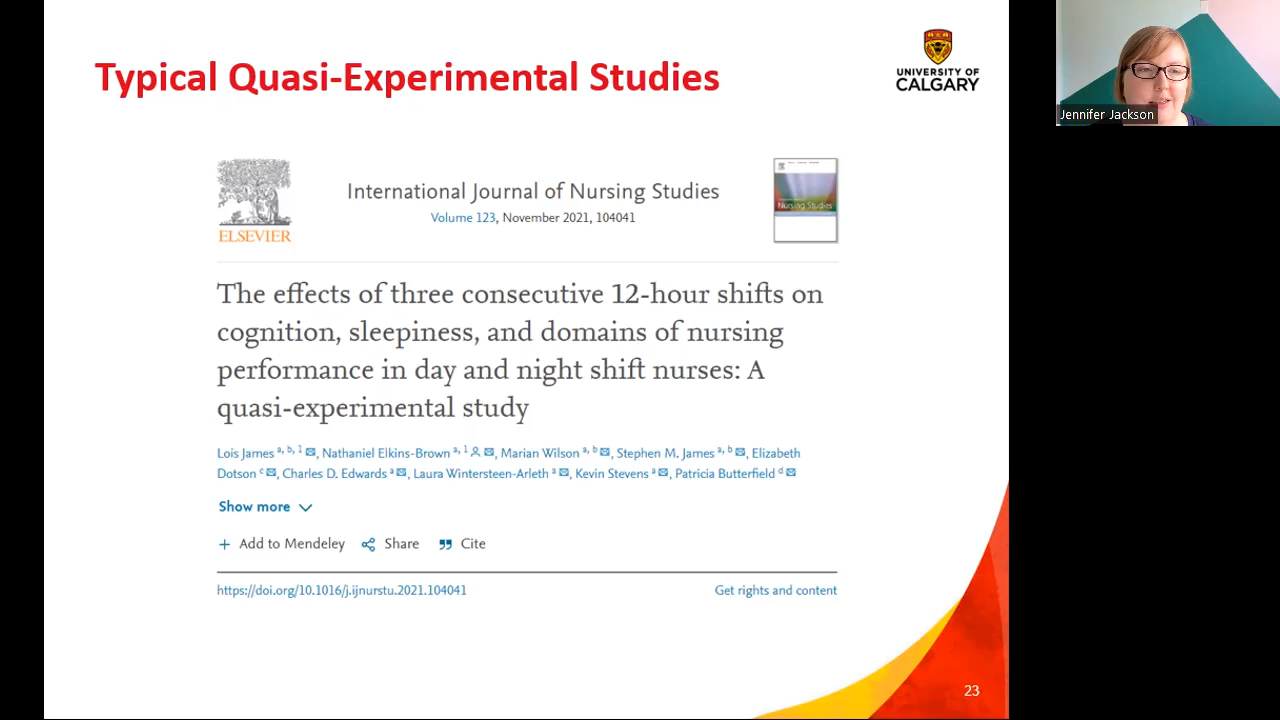 Typical Quasi-Experimental Studies
UNIVERSITY OF
CALGARY
Jennifer Jackson
ELSEVIER
International Journal of Nursing Studies
Volume 123, November 2021, 104041
Nursing Studies
The effects of three consecutive 12-hour shifts on
cognition, sleepiness, and domains of nursing
performance in day and night shift nurses: A
quasi-experimental study
Lois James a, b, 1, Nathaniel Elkins-Brown a, 1, Marian Wilson a, b, Stephen M. James a, b, Elizabeth
Dotson c, Charles D. Edwards a, Laura Wintersteen-Arleth a, Kevin Stevens a, Patricia Butterfield d
Show more
+ Add to Mendeley Share Cite
https://doi.org/10.1016/j.ijnurstu.2021.104041 Get rights and content
23